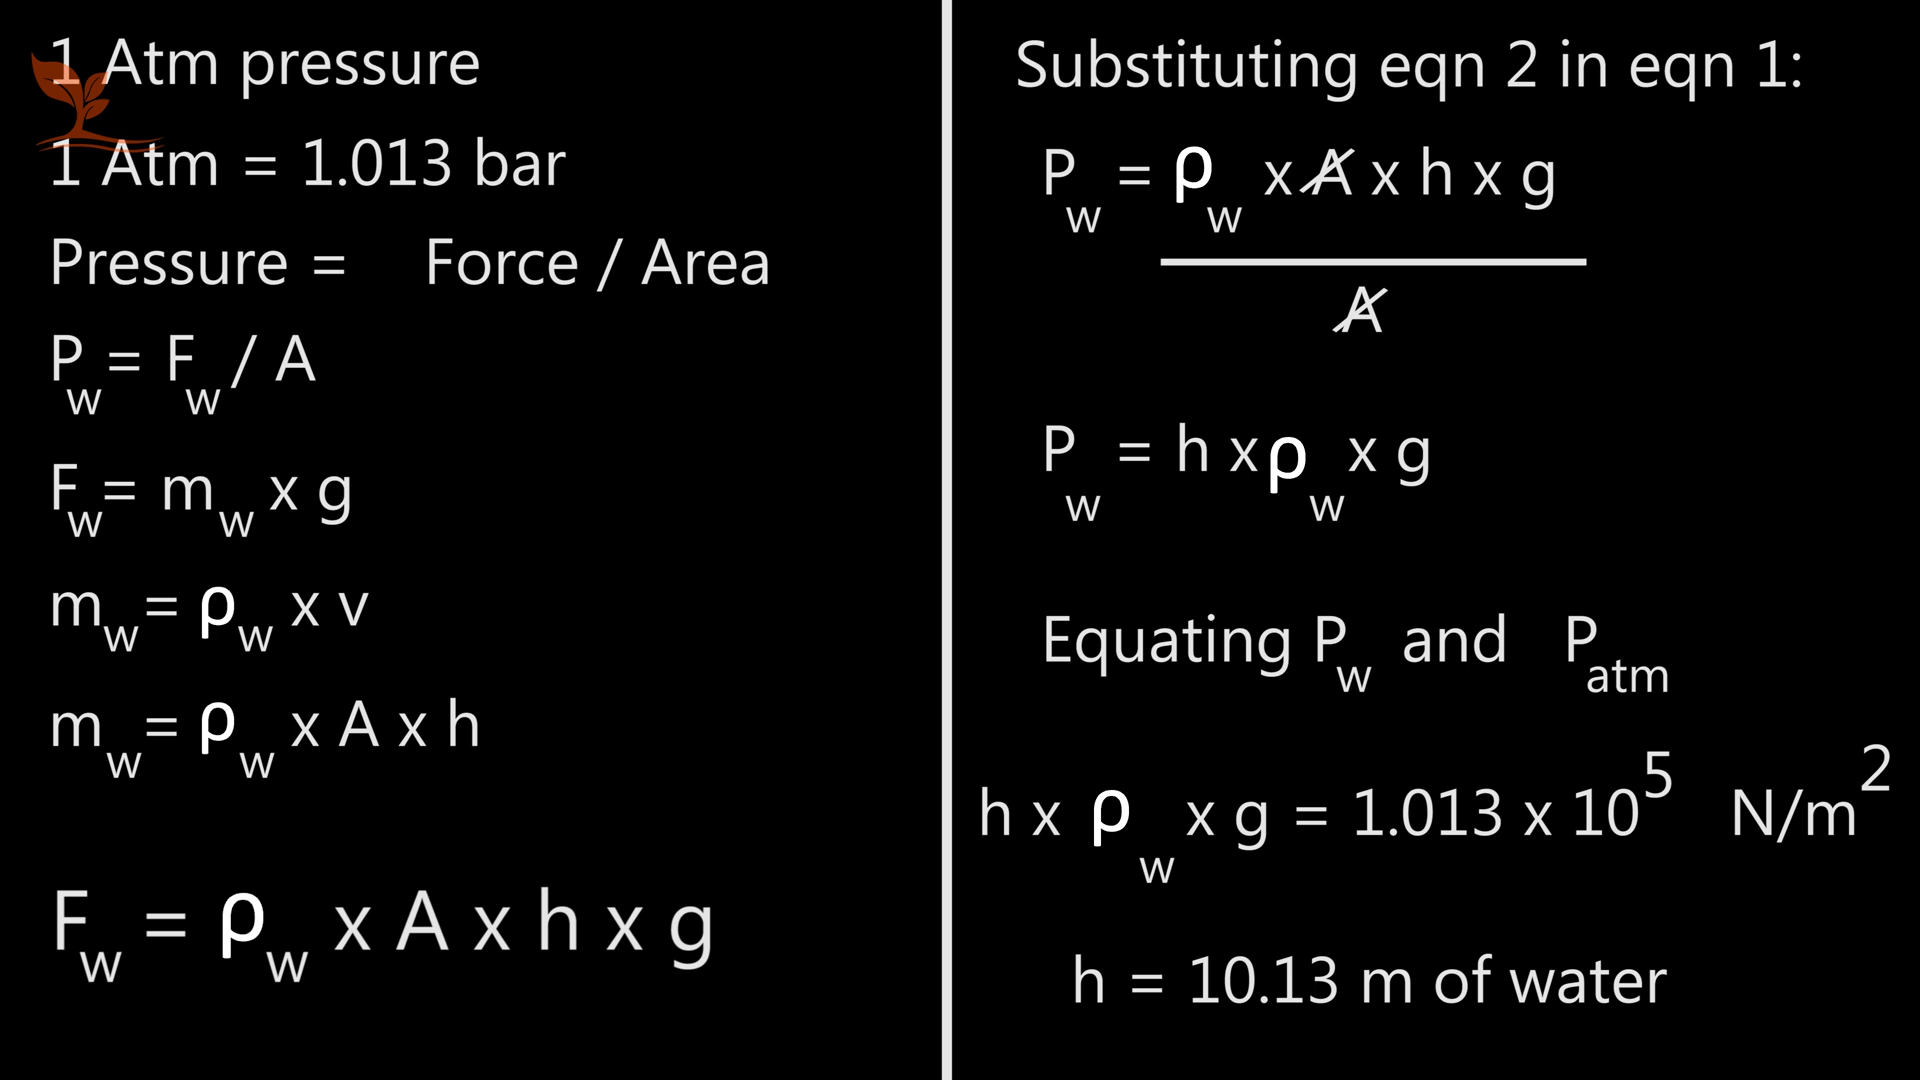 1 Atm pressure
1 Atm = 1.013 bar
Pressure = Force / Area
P_w = F_w / A
F_w = m_w x g
m_w = ρ_w x v
m_w = ρ_w x A x h
F_w = ρ_w x A x h x g
Substituting eqn 2 in eqn 1:
P_w = ρ_w x A x h x g
A
P_w = h x ρ_w x g
Equating P_w and P_atm
h x ρ_w x g = 1.013 x 10^5 N/m^2
h = 10.13 m of water